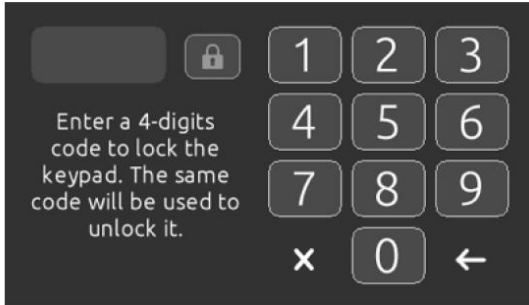 1 2 3
Enter a 4-digits
code to lock the
keypad. The same
code will be used to
unlock it.
4 5 6
7 8 9
x 0 ←